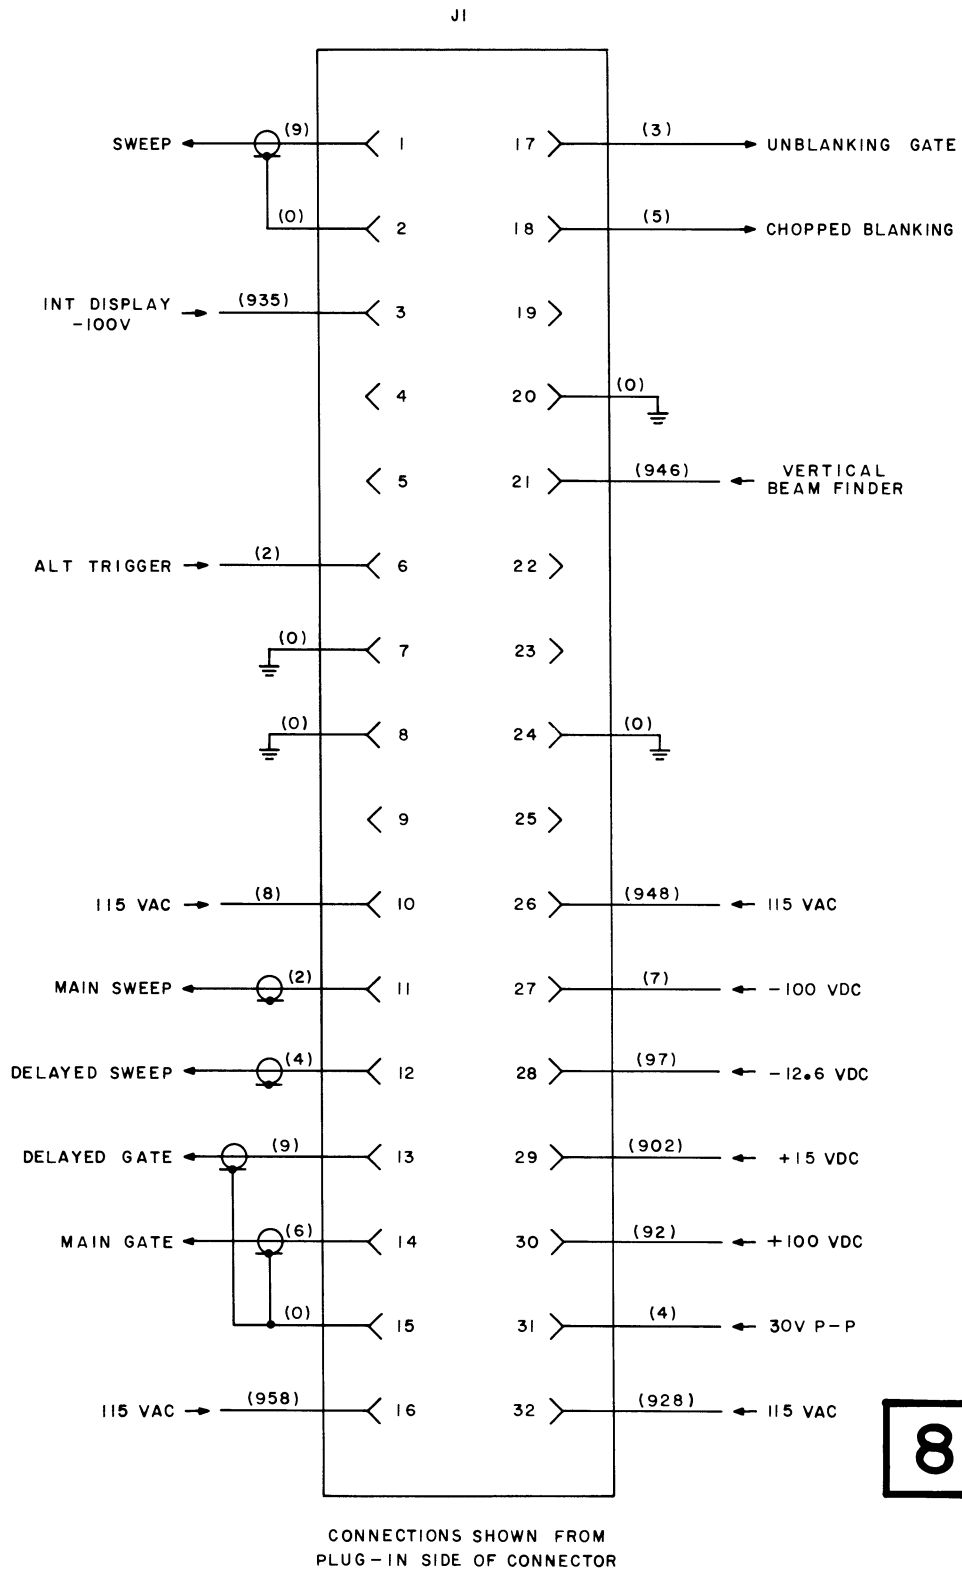 J1
SWEEP (9) 1 17 (3) UNBLANKING GATE
(0) 2 18 (5) CHOPPED BLANKING
INT DISPLAY
-100V (935) 3 19
4 20 (0)
5 21 (946) VERTICAL
BEAM FINDER
ALT TRIGGER (2) 6 22
(0) 7 23
(0) 8 24 (0)
9 25
115 VAC (8) 10 26 (948) 115 VAC
MAIN SWEEP (2) 11 27 (7) -100 VDC
DELAYED SWEEP (4) 12 28 (97) -12.6 VDC
DELAYED GATE (9) 13 29 (902) +15 VDC
MAIN GATE (6) 14 30 (92) +100 VDC
(0) 15 31 (4) 30V P-P
115 VAC (958) 16 32 (928) 115 VAC
8
CONNECTIONS SHOWN FROM
PLUG-IN SIDE OF CONNECTOR